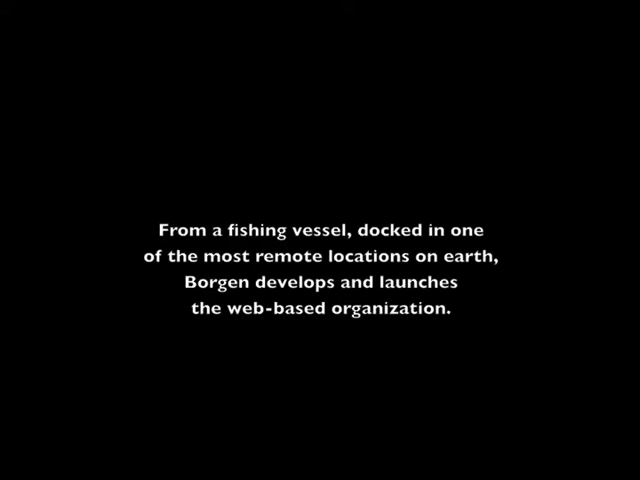 From a fishing vessel, docked in one
of the most remote locations on earth,
Borgen develops and launches
the web-based organization.